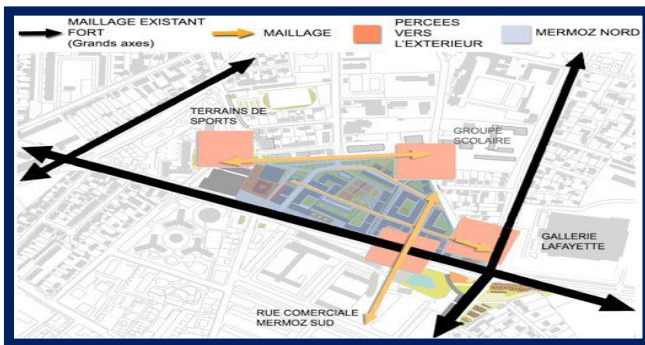 MAILLAGE EXISTANT
FORT
(Grands axes)
MAILLAGE
PERCEES
VERS
L'EXTERIEUR
MERMOZ NORD
TERRAINS DE
SPORTS
GROUPE
SCOLAIRE
GALLERIE
LAFAYETTE
RUE COMERCIALE
MERMOZ SUD